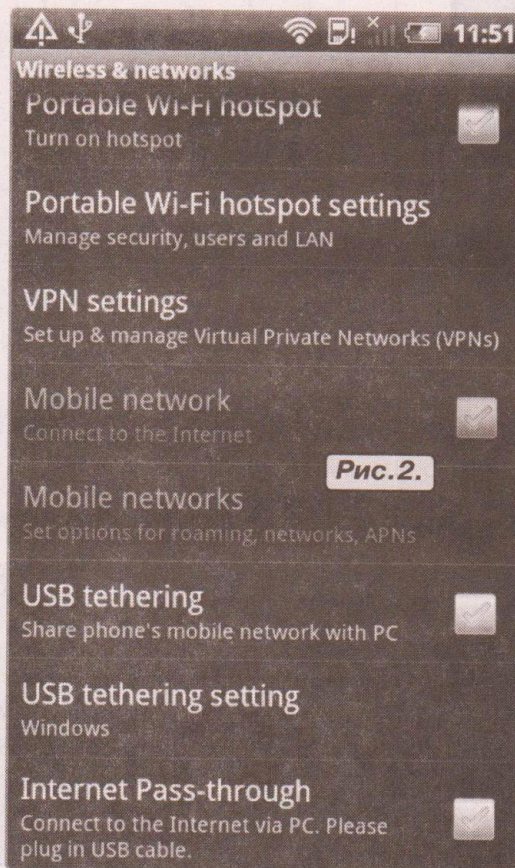 11:51
Wireless & networks
Portable Wi-Fi hotspot
Turn on hotspot
Portable Wi-Fi hotspot settings
Manage security, users and LAN
VPN settings
Set up & manage Virtual Private Networks (VPNs)
Mobile network
Connect to the Internet
Рис.2.
Mobile networks
Set options for roaming, networks, APNs
USB tethering
Share phone's mobile network with PC
USB tethering setting
Windows
Internet Pass-through
Connect to the Internet via PC. Please
plug in USB cable.